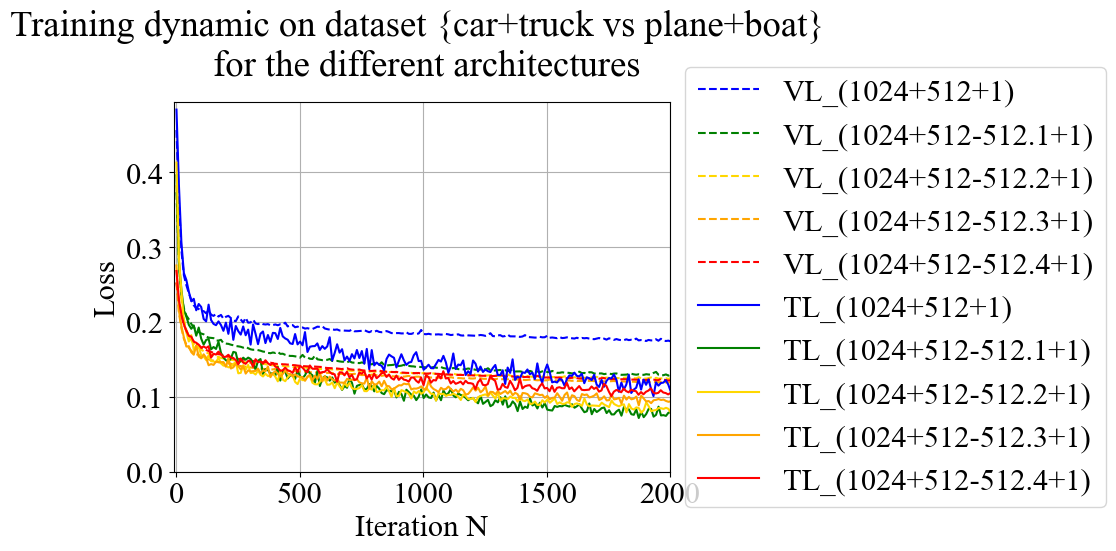 Training dynamic on dataset {car+truck vs plane+boat}
for the different architectures
VL_(1024+512+1)
VL_(1024+512-512.1+1)
VL_(1024+512-512.2+1)
VL_(1024+512-512.3+1)
VL_(1024+512-512.4+1)
TL_(1024+512+1)
TL_(1024+512-512.1+1)
TL_(1024+512-512.2+1)
TL_(1024+512-512.3+1)
TL_(1024+512-512.4+1)
Loss
0.4
0.3
0.2
0.1
0.0
0 500 1000 1500 2000
Iteration N